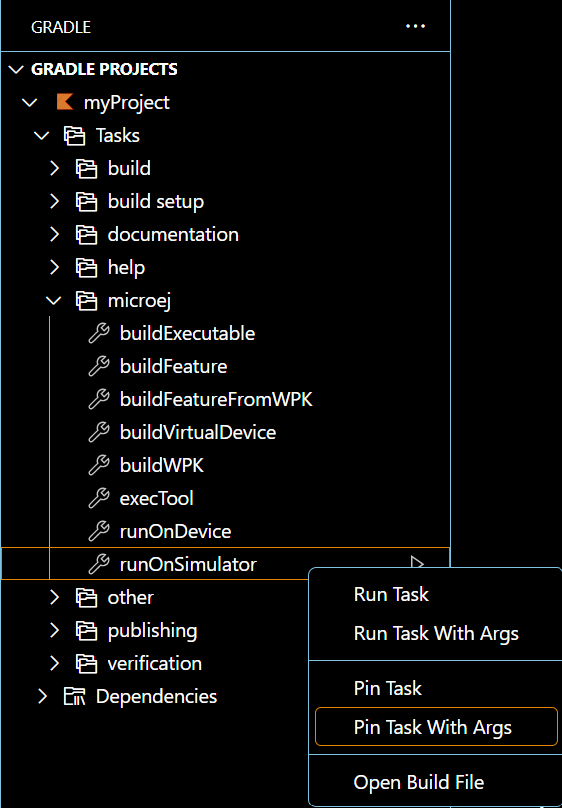 GRADLE
GRADLE PROJECTS
myProject
Tasks
build
build setup
documentation
help
microej
buildExecutable
buildFeature
buildFeatureFromWPK
buildVirtualDevice
buildWPK
execTool
runOnDevice
runOnSimulator
Run Task
other
Run Task With Args
publishing
verification
Pin Task
Dependencies
Pin Task With Args
Open Build File